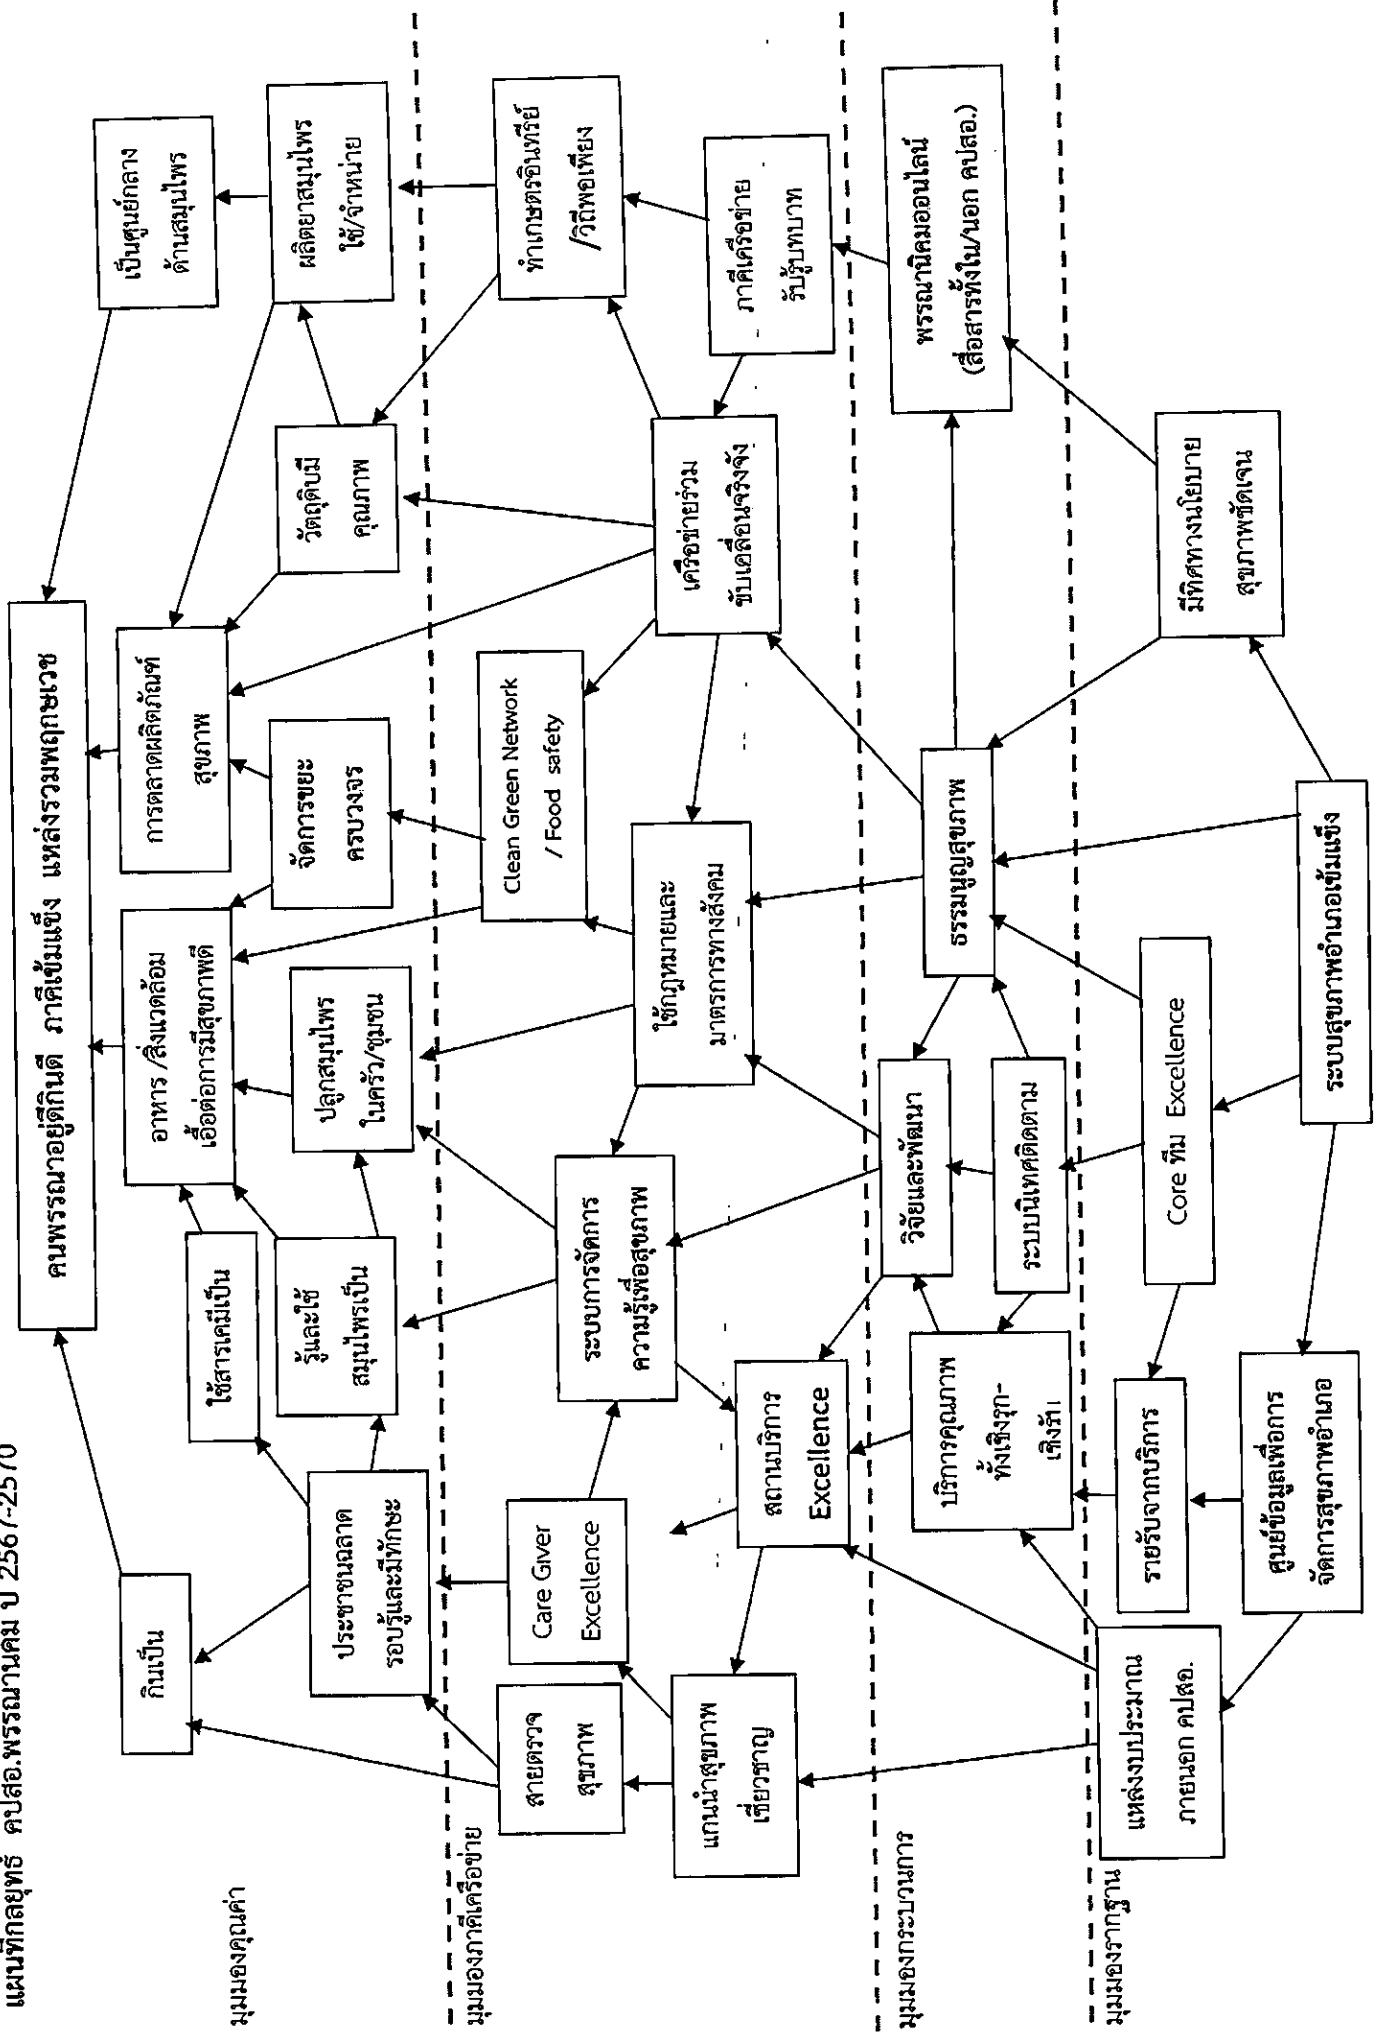 แผนที่กลยุทธ์ คปสอ.พรรณานิคม ปี 2567-2570
คนพรรณาอยู่ดีกินดี ภาคีเข้มแข็ง แหล่งรวมพฤกษเวช
มุมมองคุณค่า
กินเป็น
อาหาร /สิ่งแวดล้อม
เอื้อต่อการมีสุขภาพดี
การตลาดผลิตภัณฑ์
สุขภาพ
เป็นศูนย์กลาง
ด้านสมุนไพร
ใช้สารเคมีเป็น
ประชาชนฉลาด
รอบรู้และมีทักษะ
รู้และใช้
สมุนไพรเป็น
ปลูกสมุนไพร
ในครัว/ชุมชน
จัดการขยะ
ครบวงจร
วัตถุดิบมี
คุณภาพ
ผลิตยาสมุนไพร
ใช้/จำหน่าย
มุมมองภาคีเครือข่าย
สายตรวจ
สุขภาพ
Care Giver
Excellence
ระบบการจัดการ
ความรู้เพื่อสุขภาพ
Clean Green Network
/ Food safety
ทำเกษตรอินทรีย์
/วิถีพอเพียง
แกนนำสุขภาพ
เชี่ยวชาญ
สถานบริการ
Excellence
ใช้กฎหมายและ
มาตรการทางสังคม
เครือข่ายร่วม
ขับเคลื่อนจริงจัง
ภาคีเครือข่าย
รับรู้บทบาท
มุมมองกระบวนการ
บริการคุณภาพ
ทั้งเชิงรุก-
เชิงรับ
วิจัยและพัฒนา
ระบบนิเทศติดตาม
ธรรมนูญสุขภาพ
พรรณานิคมออนไลน์
(สื่อสารทั้งใน/นอก คปสอ.)
มุมมองรากฐาน
แหล่งงบประมาณ
ภายนอก คปสอ.
รายรับจากบริการ
Core ทีม Excellence
มีทิศทางนโยบาย
สุขภาพชัดเจน
ศูนย์ข้อมูลเพื่อการ
จัดการสุขภาพอำเภอ
ระบบสุขภาพอำเภอเข้มแข็ง